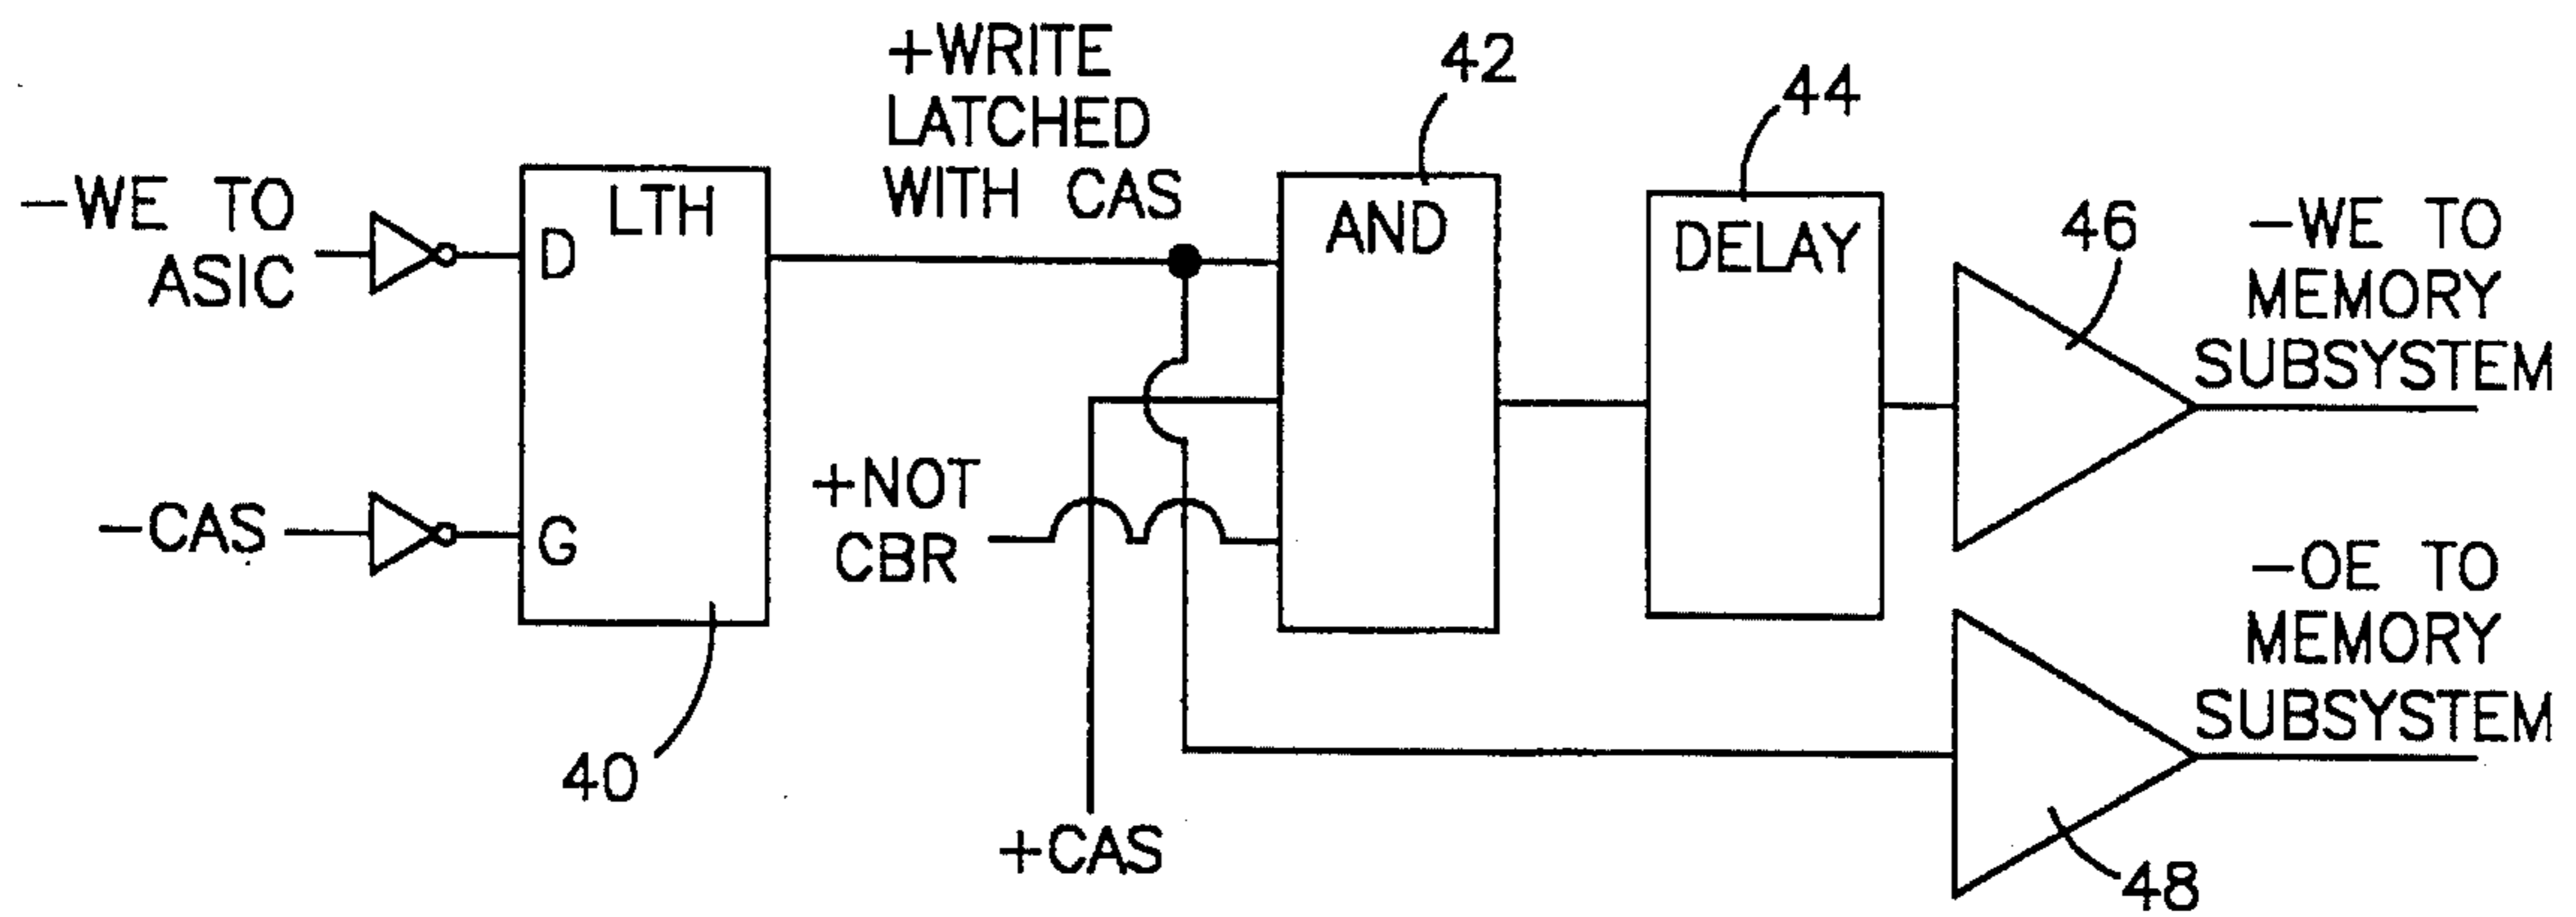 -WE TO
ASIC
-CAS
D
LTH
G
40
+WRITE
LATCHED
WITH CAS
+NOT
CBR
+CAS
42
AND
44
DELAY
46
-WE TO
MEMORY
SUBSYSTEM
-OE TO
MEMORY
SUBSYSTEM
48